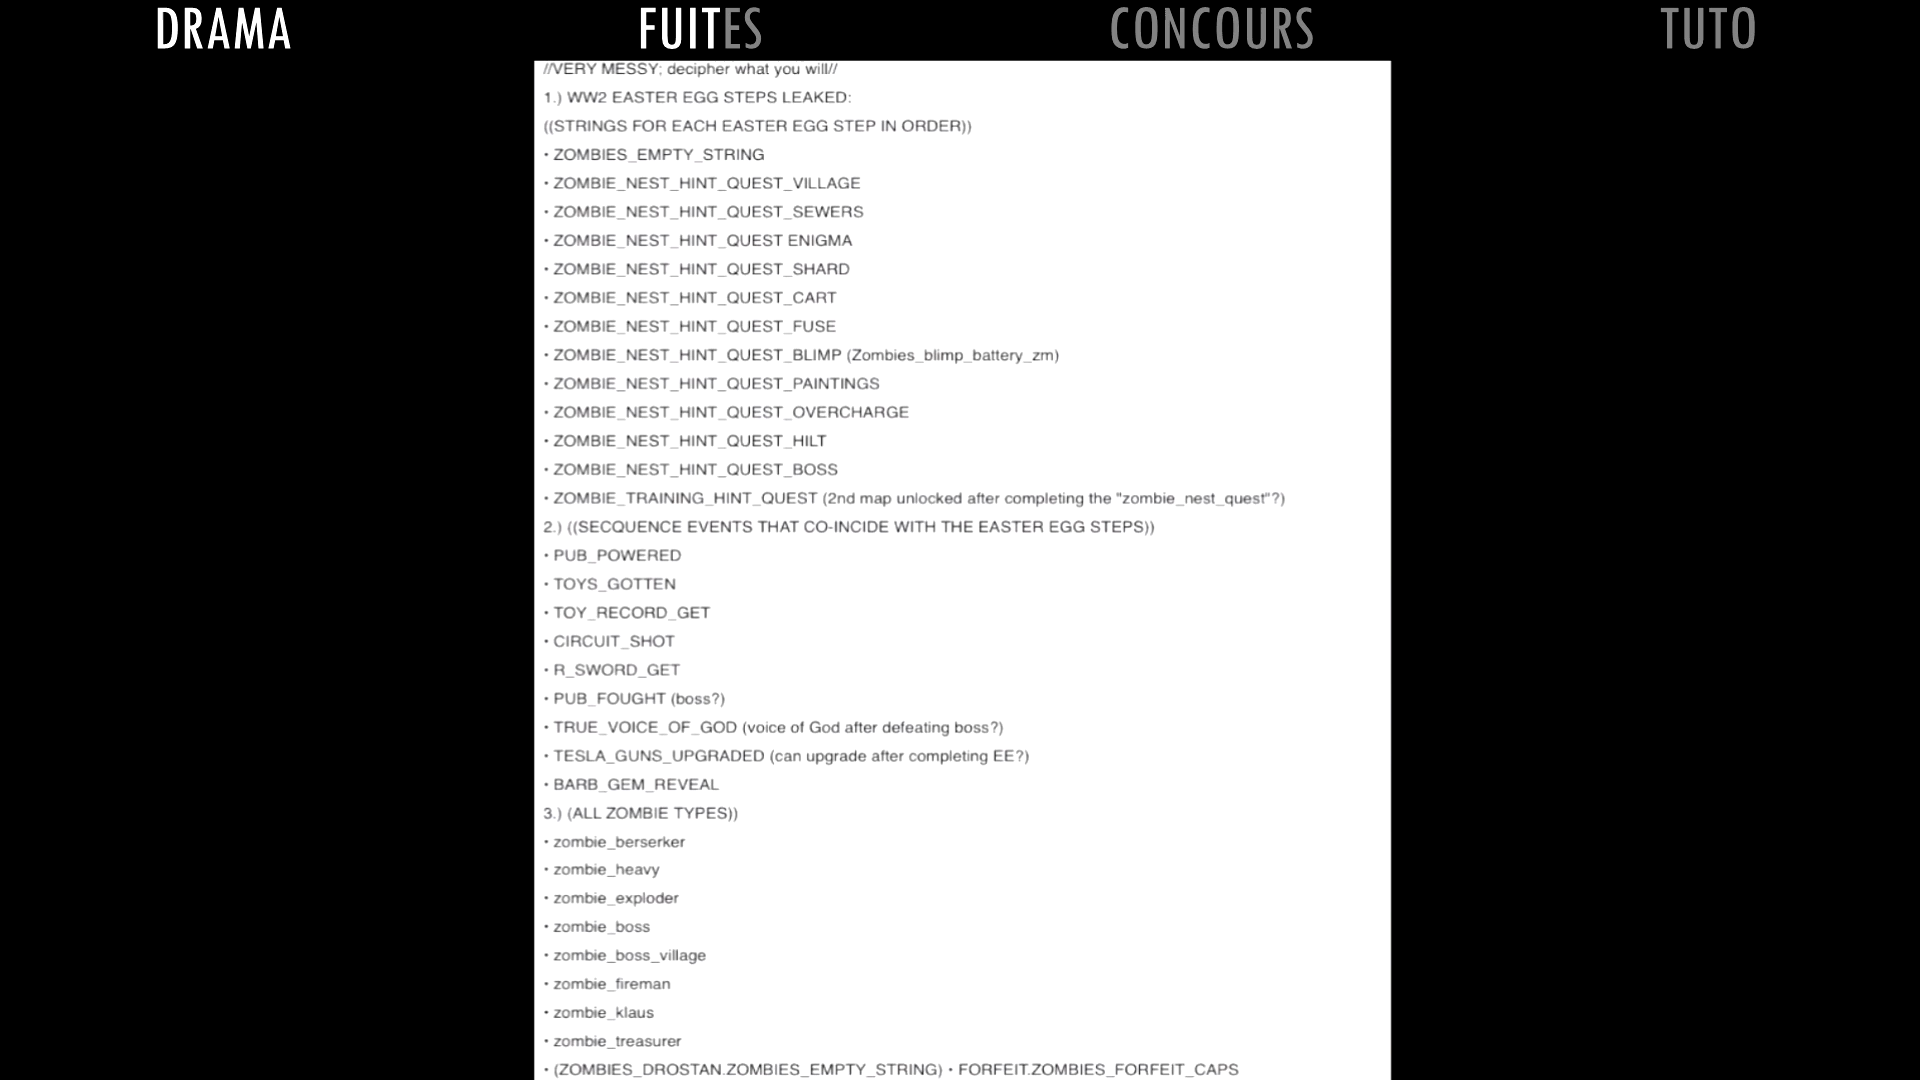 DRAMA FUITES CONCOURS TUTO
//VERY MESSY; decipher what you will//
1.) WW2 EASTER EGG STEPS LEAKED:
((STRINGS FOR EACH EASTER EGG STEP IN ORDER))
• ZOMBIES_EMPTY_STRING
• ZOMBIE_NEST_HINT_QUEST_VILLAGE
• ZOMBIE_NEST_HINT_QUEST_SEWERS
• ZOMBIE_NEST_HINT_QUEST ENIGMA
• ZOMBIE_NEST_HINT_QUEST_SHARD
• ZOMBIE_NEST_HINT_QUEST_CART
• ZOMBIE_NEST_HINT_QUEST_FUSE
• ZOMBIE_NEST_HINT_QUEST_BLIMP (Zombies_blimp_battery_zm)
• ZOMBIE_NEST_HINT_QUEST_PAINTINGS
• ZOMBIE_NEST_HINT_QUEST_OVERCHARGE
• ZOMBIE_NEST_HINT_QUEST_HILT
• ZOMBIE_NEST_HINT_QUEST_BOSS
• ZOMBIE_TRAINING_HINT_QUEST (2nd map unlocked after completing the "zombie_nest_quest"?)
2.) ((SECQUENCE EVENTS THAT CO-INCIDE WITH THE EASTER EGG STEPS))
• PUB_POWERED
• TOYS_GOTTEN
• TOY_RECORD_GET
• CIRCUIT_SHOT
• R_SWORD_GET
• PUB_FOUGHT (boss?)
• TRUE_VOICE_OF_GOD (voice of God after defeating boss?)
• TESLA_GUNS_UPGRADED (can upgrade after completing EE?)
• BARB_GEM_REVEAL
3.) (ALL ZOMBIE TYPES))
• zombie_berserker
• zombie_heavy
• zombie_exploder
• zombie_boss
• zombie_boss_village
• zombie_fireman
• zombie_klaus
• zombie_treasurer
• (ZOMBIES_DROSTAN.ZOMBIES_EMPTY_STRING) • FORFEIT.ZOMBIES_FORFEIT_CAPS